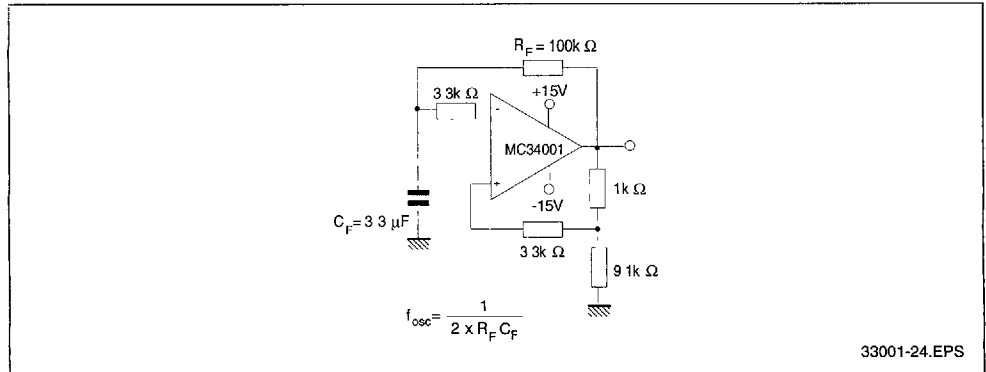 R_F = 100k Ω
3 3k Ω
+15V
-
MC34001
+
-15V
1k Ω
C_F = 3 3 μF
3 3k Ω
9 1k Ω
f_osc = 1 / 2 x R_F C_F
33001-24.EPS